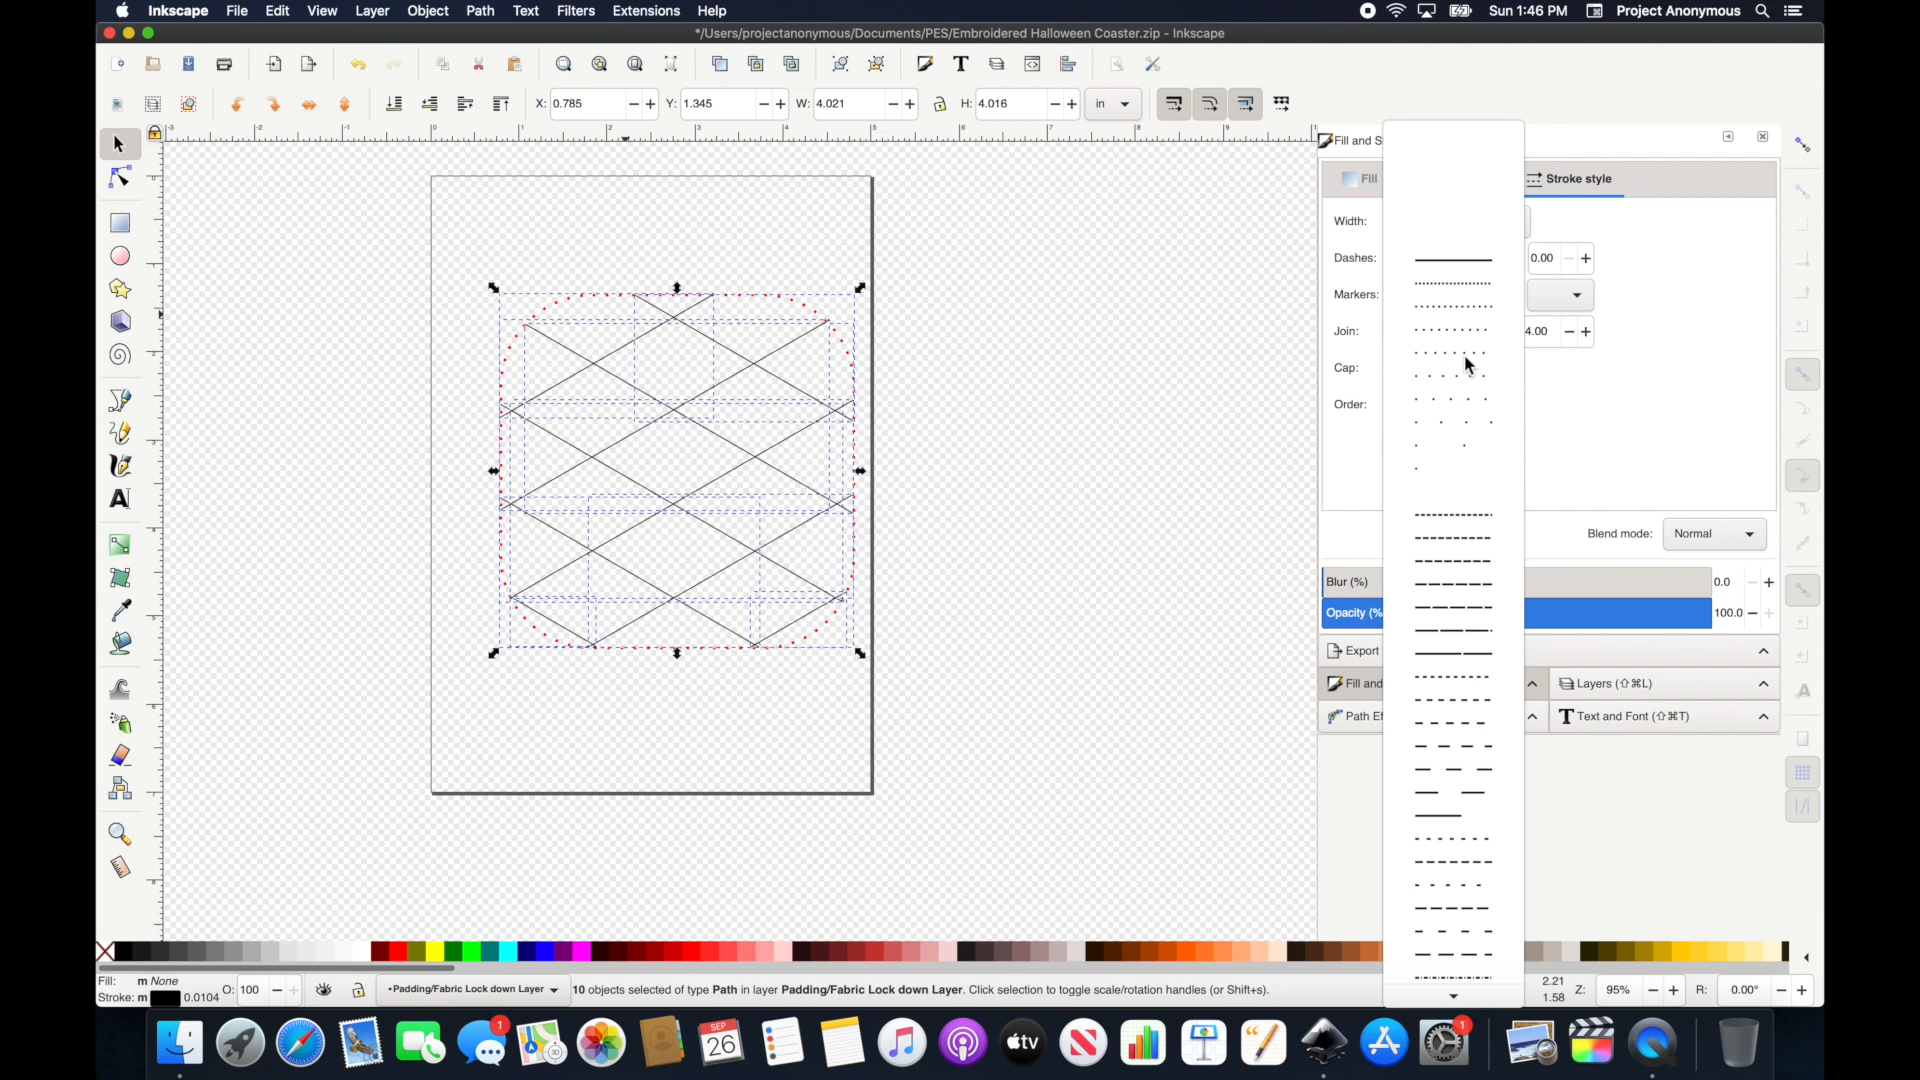 Inkscape File Edit View Layer Object Path Text Filters Extensions Help Sun 1:46 PM Project Anonymous
*/Users/projectanonymous/Documents/PES/Embroidered Halloween Coaster.zip - Inkscape
X: 0.785 Y: 1.345 W: 4.021 H: 4.016 in
Fill and S
Fill Stroke style
Width:
Dashes: 0.00
Markers:
Join: 4.00
Cap:
Order:
Blend mode: Normal
Blur (%) 0.0
Opacity (% 100.0
Export
Fill and Layers (⇧⌘L)
Path Ef Text and Font (⇧⌘T)
Fill: m None
Stroke: m 0.0104 O: 100 •Padding/Fabric Lock down Layer 10 objects selected of type Path in layer Padding/Fabric Lock down Layer. Click selection to toggle scale/rotation handles (or Shift+s). 2.21
1.58 Z: 95% R: 0.00°
1 SEP 26 tv 1